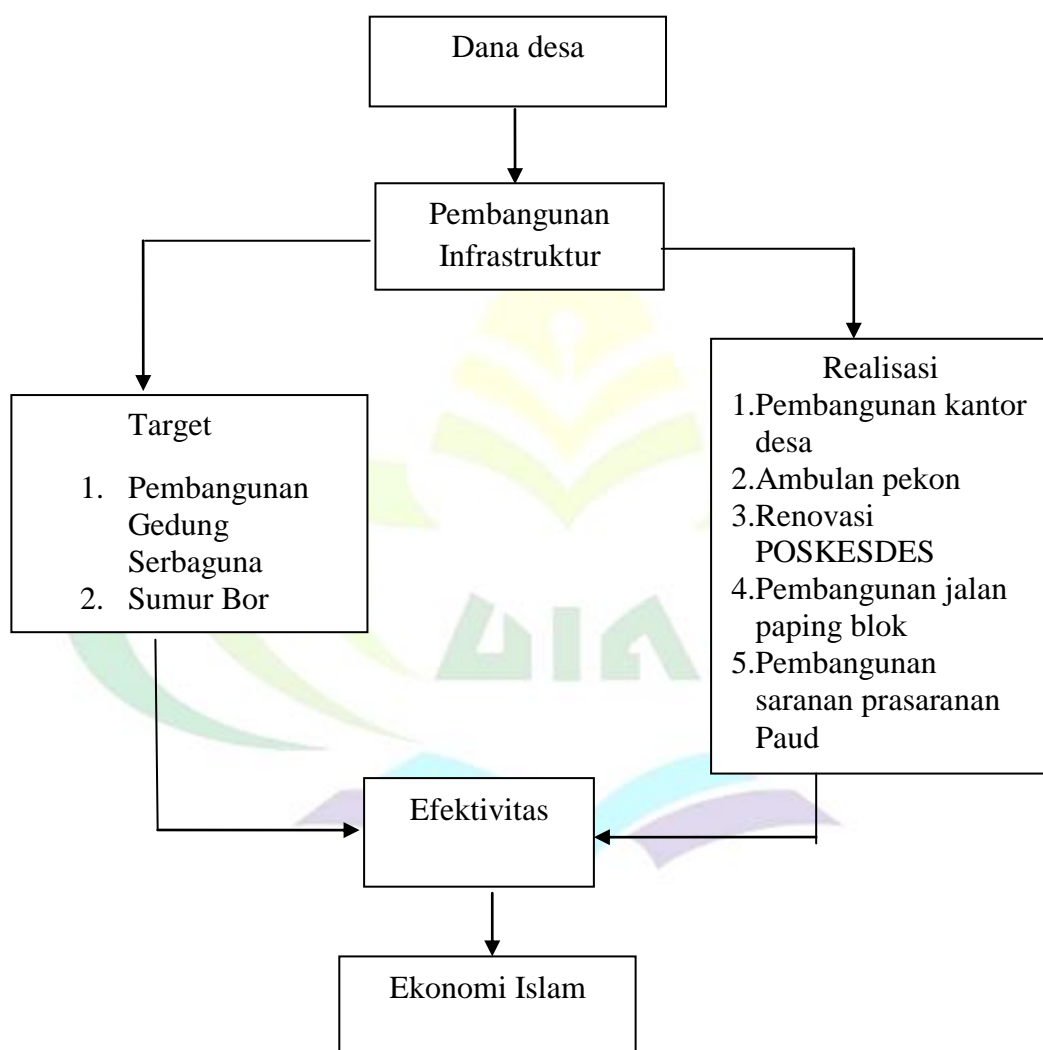 Dana desa
Pembangunan
Infrastruktur
Target
1. Pembangunan
Gedung
Serbaguna
2. Sumur Bor
Realisasi
1.Pembangunan kantor
desa
2.Ambulan pekon
3.Renovasi
POSKESDES
4.Pembangunan jalan
paping blok
5.Pembangunan
saranan prasaranan
Paud
UIN
Efektivitas
Ekonomi Islam